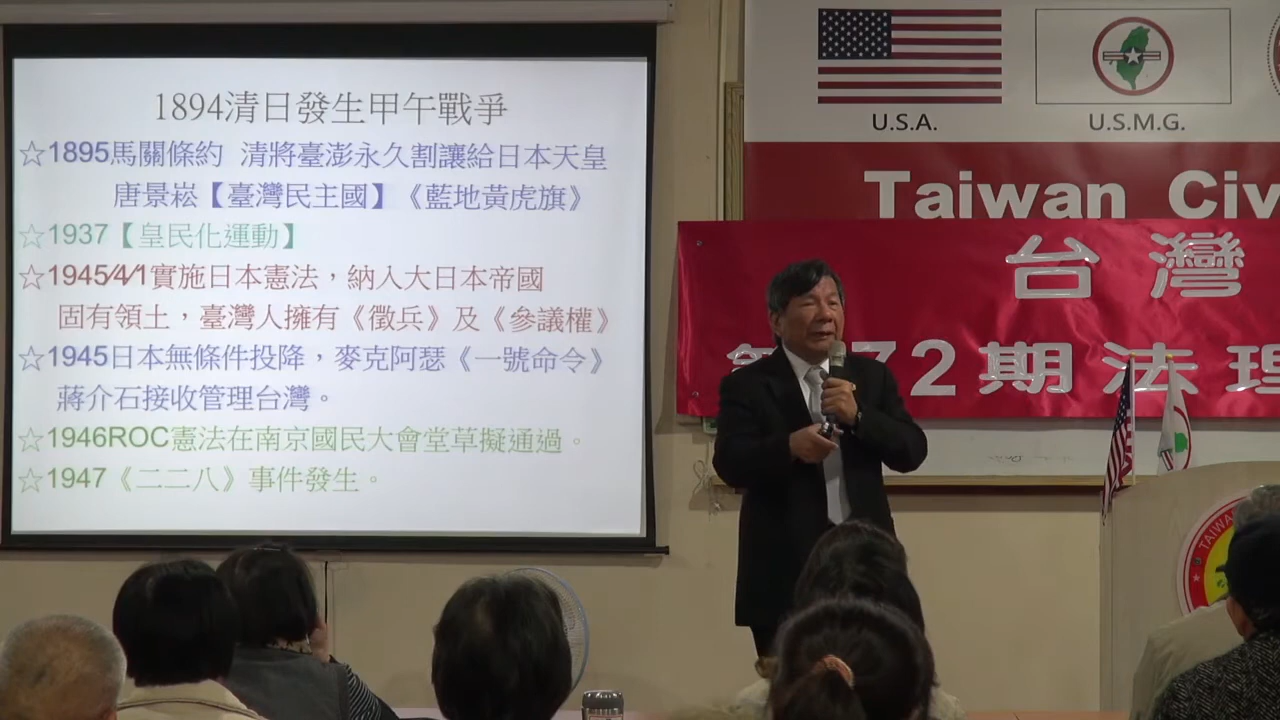 1894清日發生甲午戰爭
☆1895馬關條約 清將臺澎永久割讓給日本天皇
唐景崧【臺灣民主國】《藍地黃虎旗》
☆1937【皇民化運動】
☆1945/4/1實施日本憲法，納入大日本帝國
固有領土，臺灣人擁有《徵兵》及《參議權》
☆1945日本無條件投降，麥克阿瑟《一號命令》
蔣介石接收管理台灣。
☆1946ROC憲法在南京國民大會堂草擬通過。
☆1947《二二八》事件發生。
U.S.A.
U.S.M.G.
Taiwan Civ
台灣
72期法理
TAIWAN